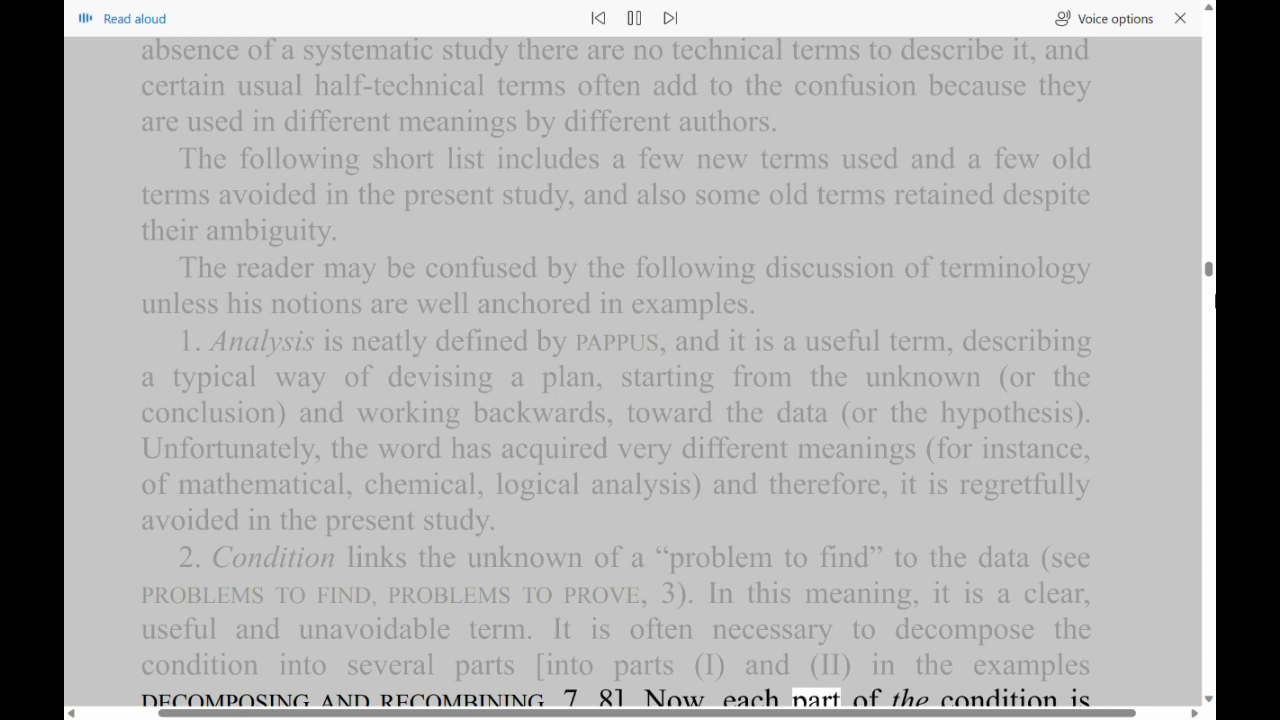 Read aloud
Voice options
absence of a systematic study there are no technical terms to describe it, and
certain usual half-technical terms often add to the confusion because they
are used in different meanings by different authors.
The following short list includes a few new terms used and a few old
terms avoided in the present study, and also some old terms retained despite
their ambiguity.
The reader may be confused by the following discussion of terminology
unless his notions are well anchored in examples.
1. Analysis is neatly defined by PAPPUS, and it is a useful term, describing
a typical way of devising a plan, starting from the unknown (or the
conclusion) and working backwards, toward the data (or the hypothesis).
Unfortunately, the word has acquired very different meanings (for instance,
of mathematical, chemical, logical analysis) and therefore, it is regretfully
avoided in the present study.
2. Condition links the unknown of a “problem to find” to the data (see
PROBLEMS TO FIND, PROBLEMS TO PROVE, 3). In this meaning, it is a clear,
useful and unavoidable term. It is often necessary to decompose the
condition into several parts [into parts (I) and (II) in the examples
DECOMPOSING AND RECOMBINING, 7, 8]. Now, each part of the condition is